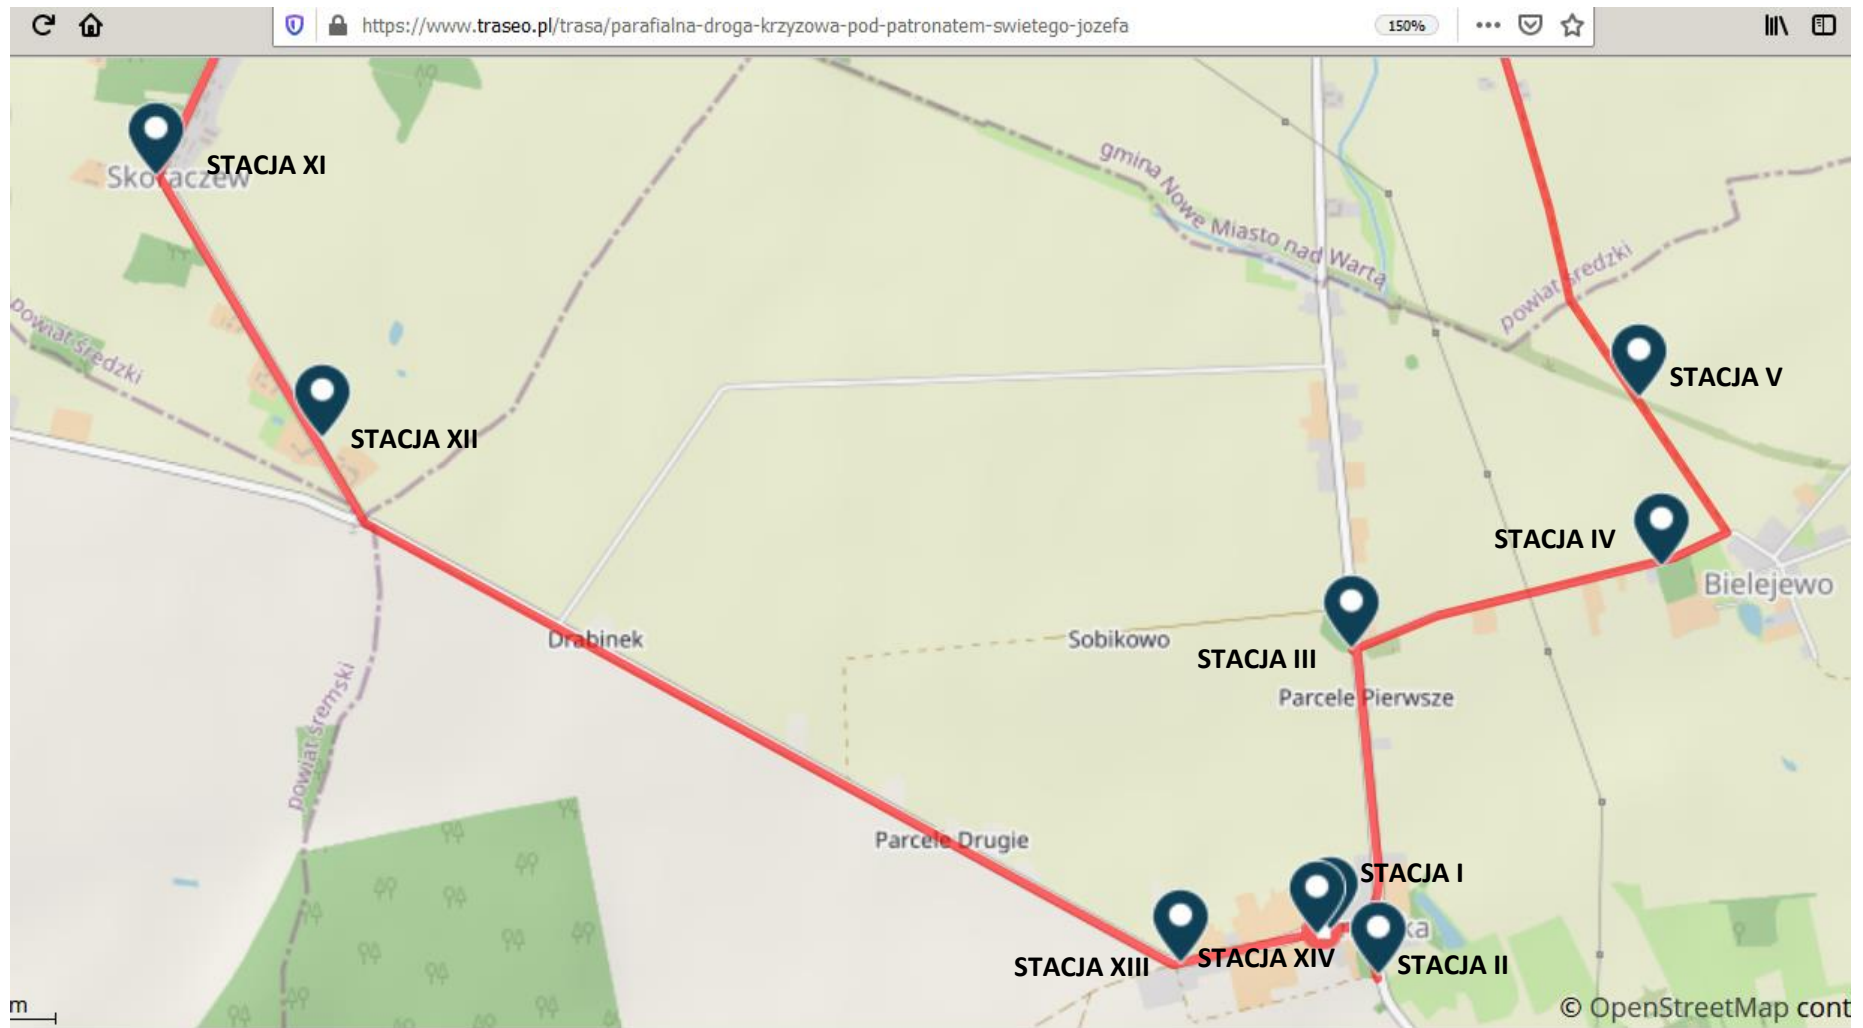 https://www.traseo.pl/trasa/parafialna-droga-krzyzowa-pod-patronatem-swietego-jozefa
150%
STACJA XI
Skoraczew
gmina Nowe Miasto nad Wartą
powiat średzki
powiat średzki
STACJA V
STACJA XII
STACJA IV
Bielejewo
Drabinek
Sobikowo
STACJA III
Parcele Pierwsze
powiat śremski
Parcele Drugie
STACJA I
STACJA XIII
STACJA XIV
STACJA II
m
© OpenStreetMap cont